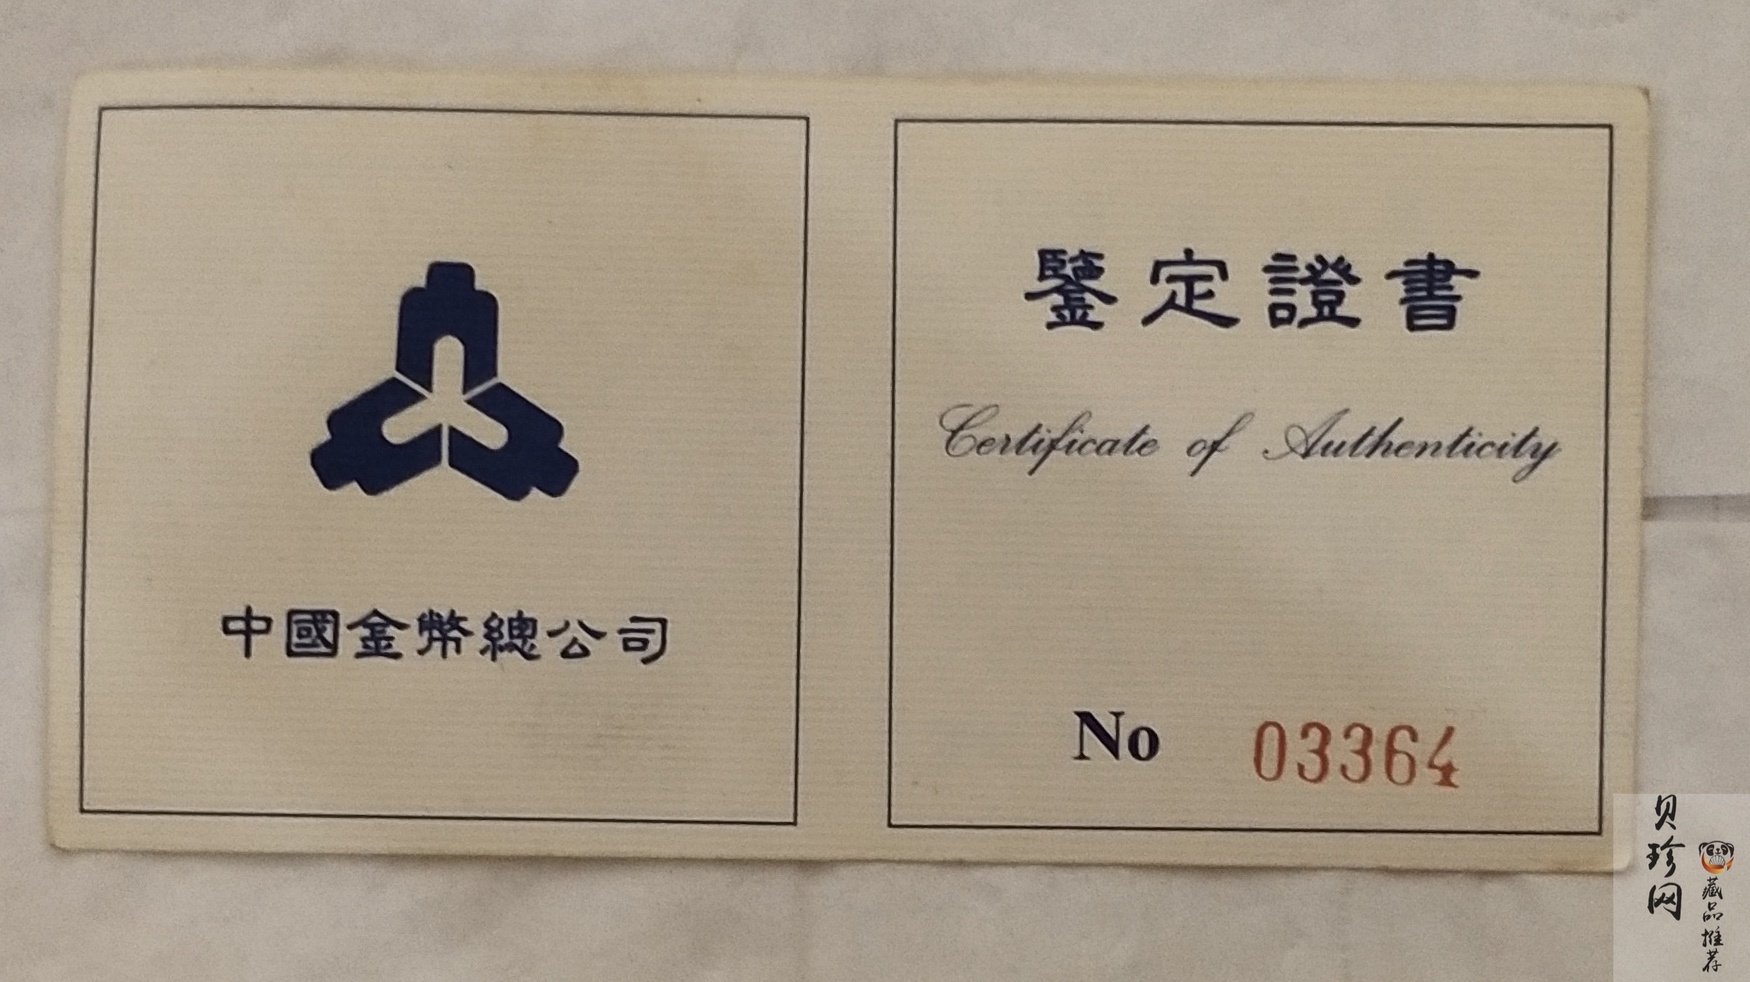 中國金幣總公司
鑒定證書
Certificate of Authenticity
No 03364
贝珍网
藏品推荐